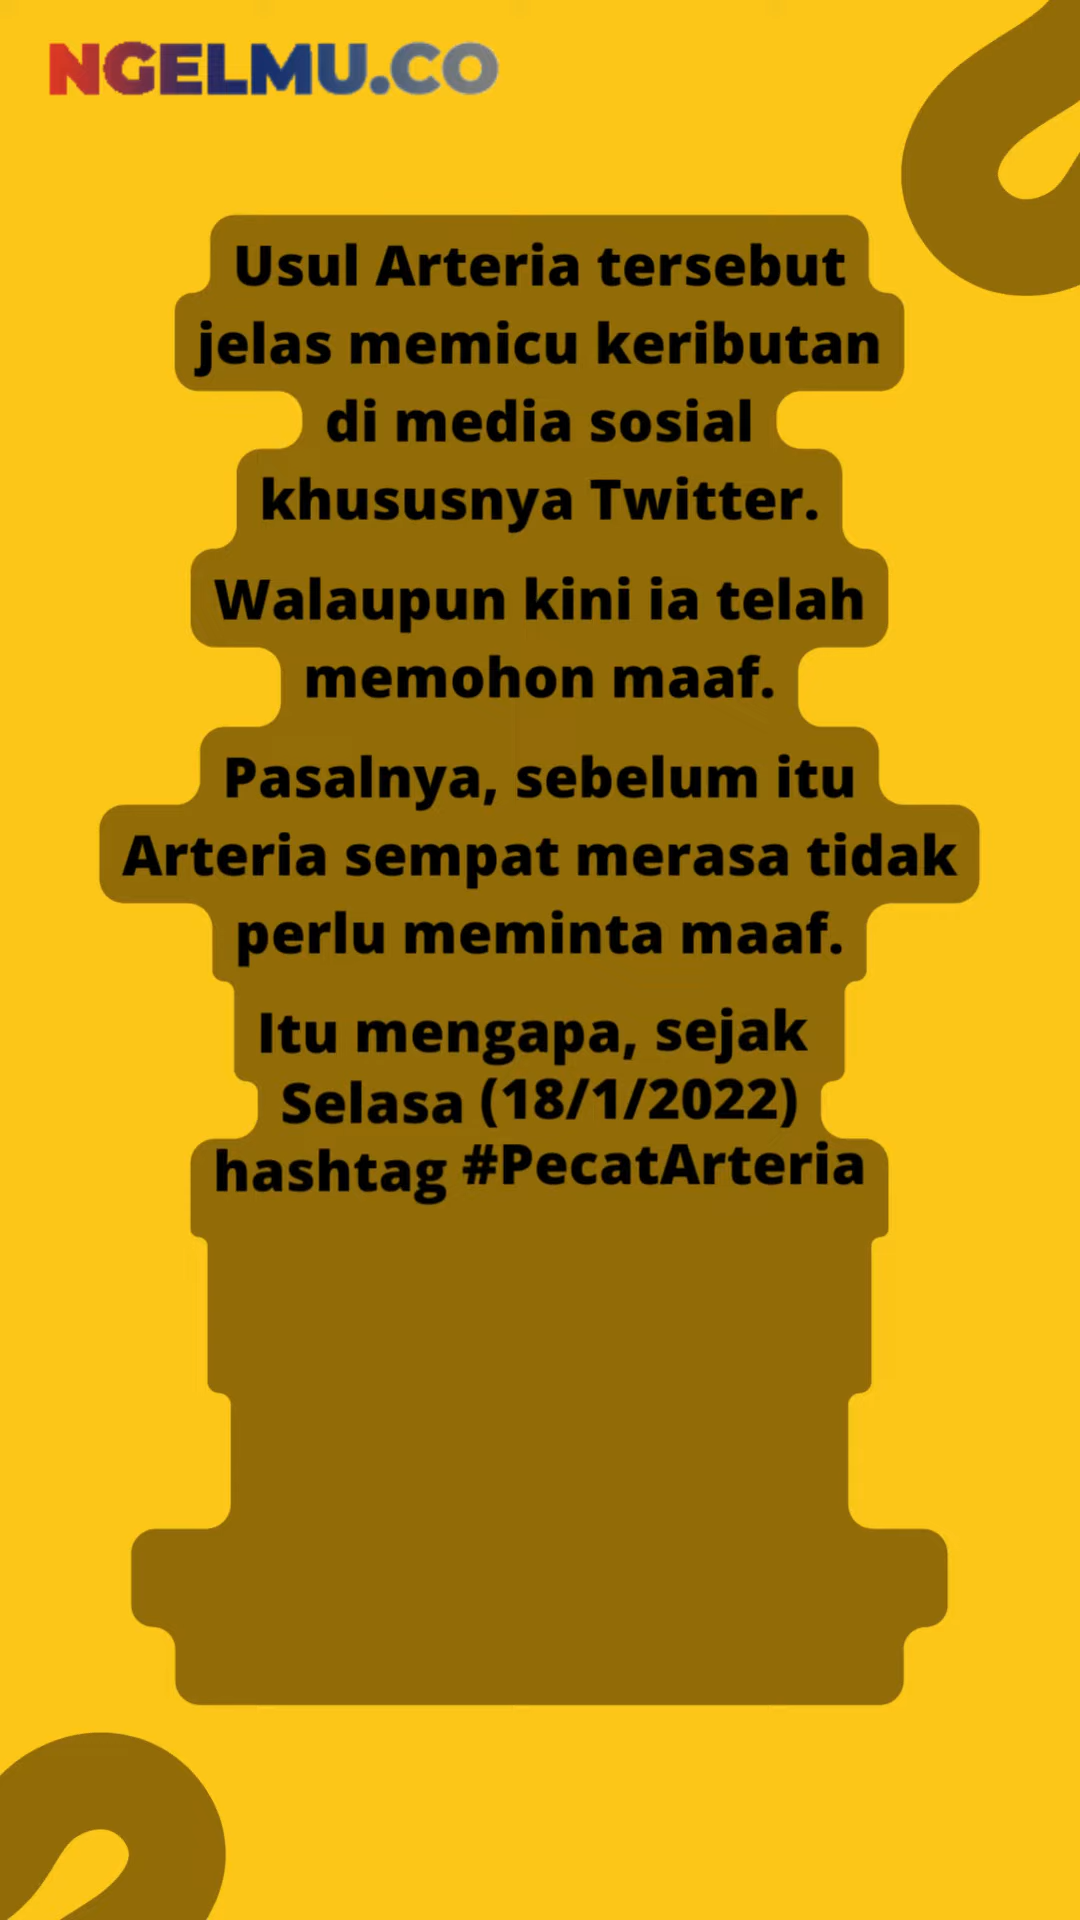 NGELMU.CO
Usul Arteria tersebut
jelas memicu keributan
di media sosial
khususnya Twitter.
Walaupun kini ia telah
memohon maaf.
Pasalnya, sebelum itu
Arteria sempat merasa tidak
perlu meminta maaf.
Itu mengapa, sejak
Selasa (18/1/2022)
hashtag #PecatArteria